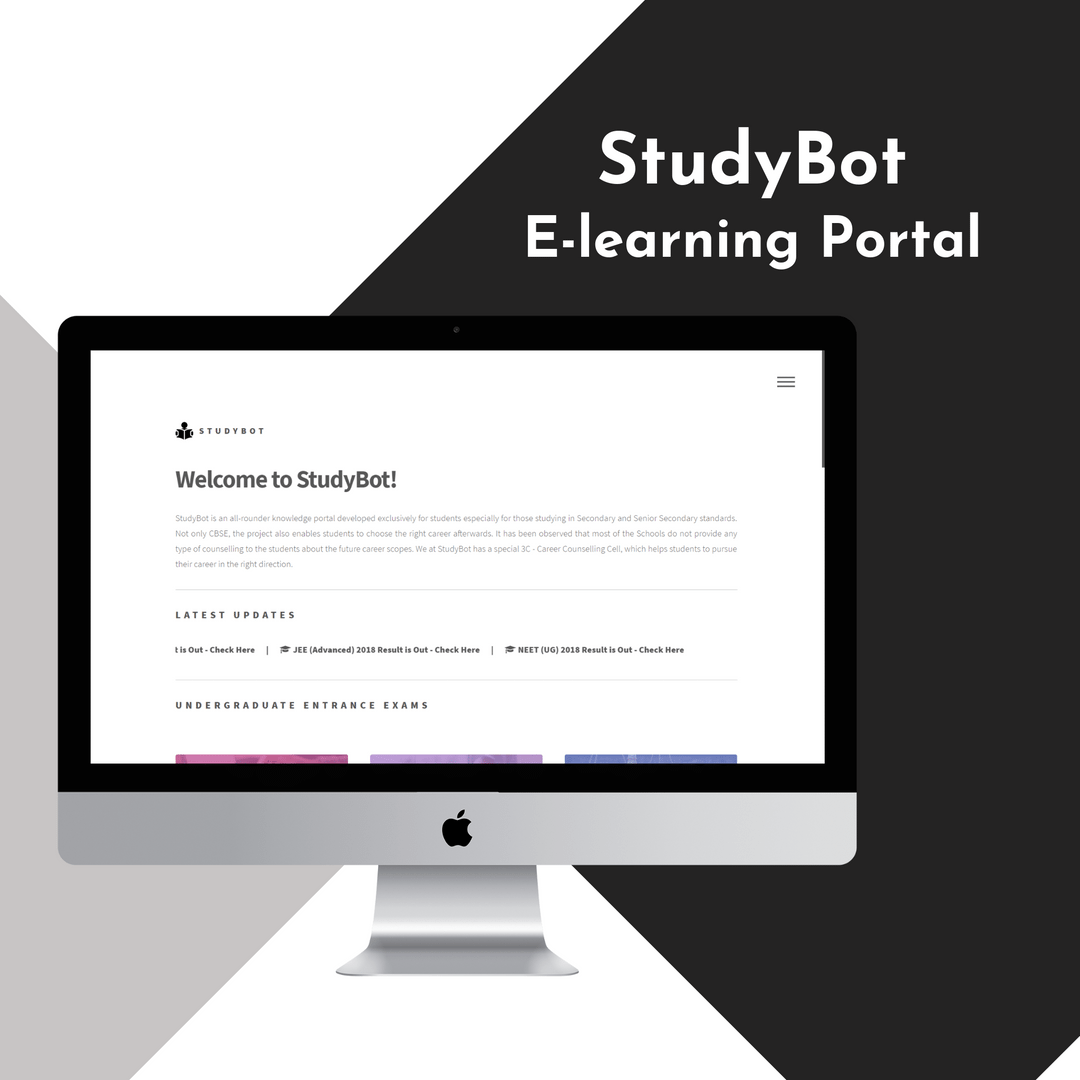 StudyBot
E-learning Portal
STUDYBOT
Welcome to StudyBot!
StudyBot is an all-rounder knowledge portal developed exclusively for students especially for those studying in Secondary and Senior Secondary standards.
Not only CBSE, the project also enables students to choose the right career afterwards. It has been observed that most of the Schools do not provide any
type of counselling to the students about the future career scopes. We at StudyBot has a special 3C - Career Counselling Cell, which helps students to pursue
their career in the right direction.
LATEST UPDATES
t is Out - Check Here | JEE (Advanced) 2018 Result is Out - Check Here | NEET (UG) 2018 Result is Out - Check Here
UNDERGRADUATE ENTRANCE EXAMS